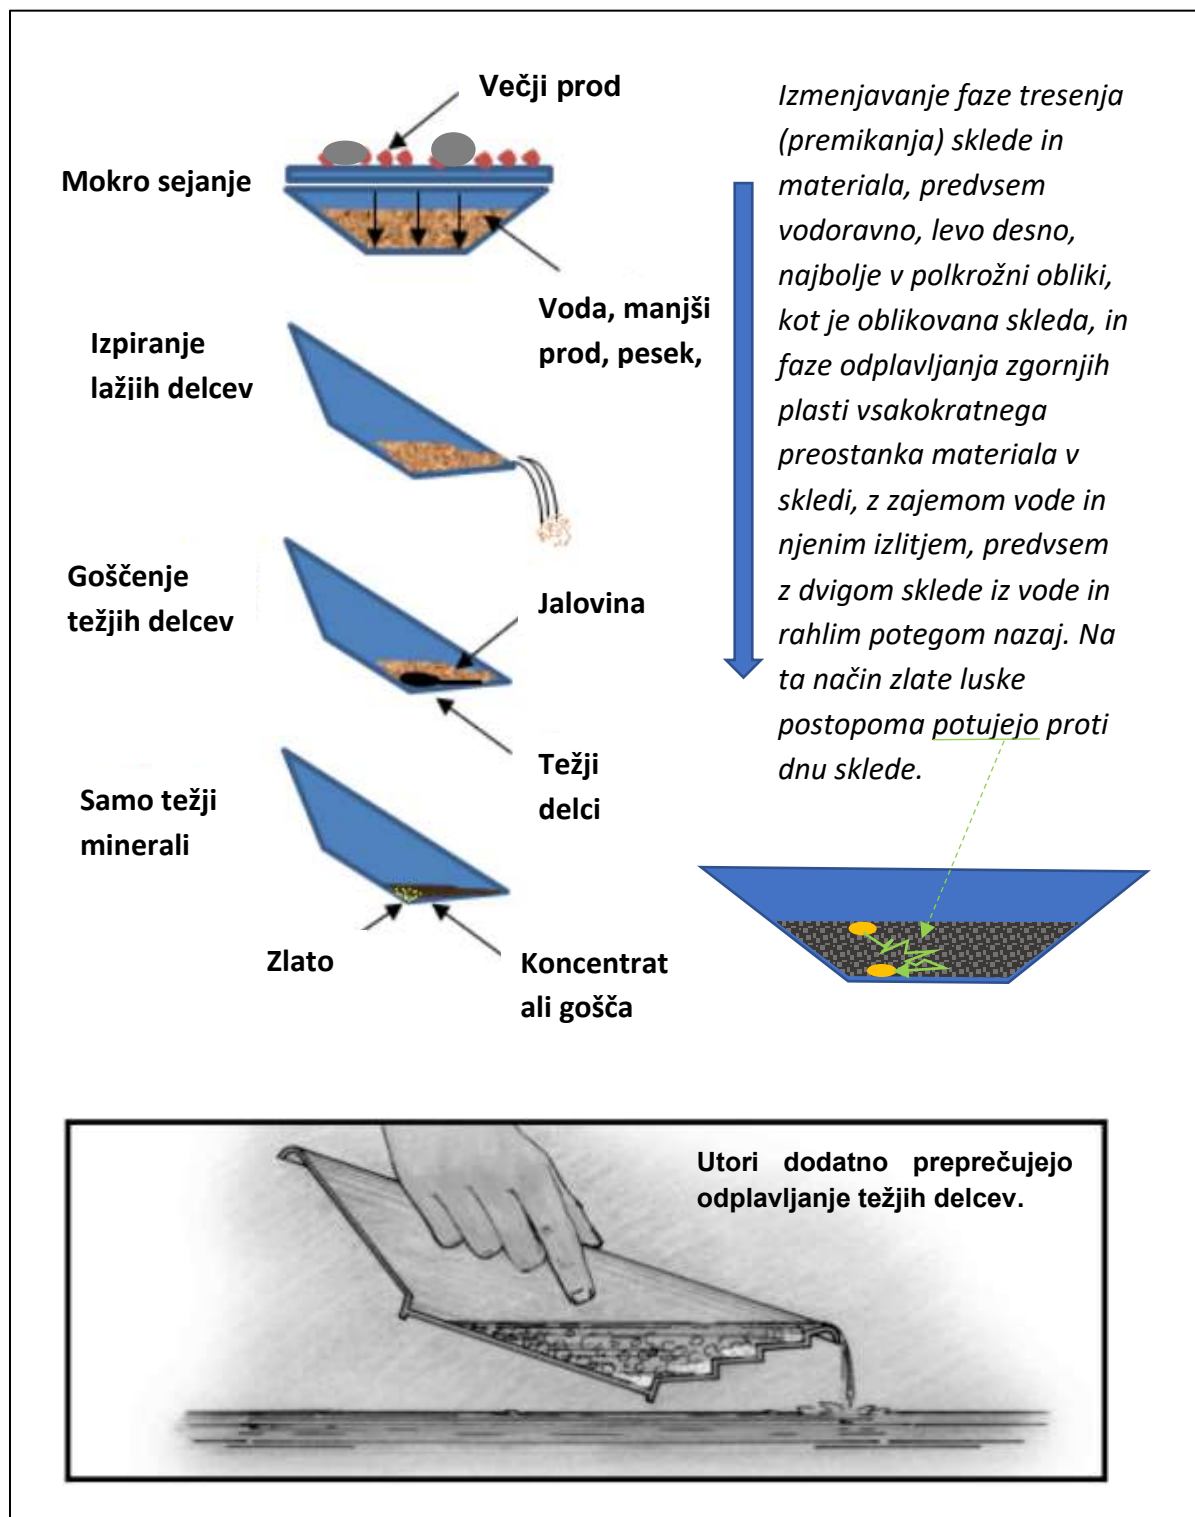 Večji prod
Mokro sejanje
Voda, manjši
prod, pesek,
Izpiranje
lažjih delcev
Goščenje
težjih delcev
Jalovina
Težji
delci
Samo težji
minerali
Zlato
Koncentrat
ali gošča
Izmenjavanje faze tresenja
(premikanja) sklede in
materiala, predvsem
vodoravno, levo desno,
najbolje v polkrožni obliki,
kot je oblikovana skleda, in
faze odplavljanja zgornjih
plasti vsakokratnega
preostanka materiala v
skledi, z zajemom vode in
njenim izlitjem, predvsem
z dvigom sklede iz vode in
rahlim potegom nazaj. Na
ta način zlate luske
postopoma potujejo proti
dnu sklede.
Utori dodatno preprečujejo
odplavljanje težjih delcev.